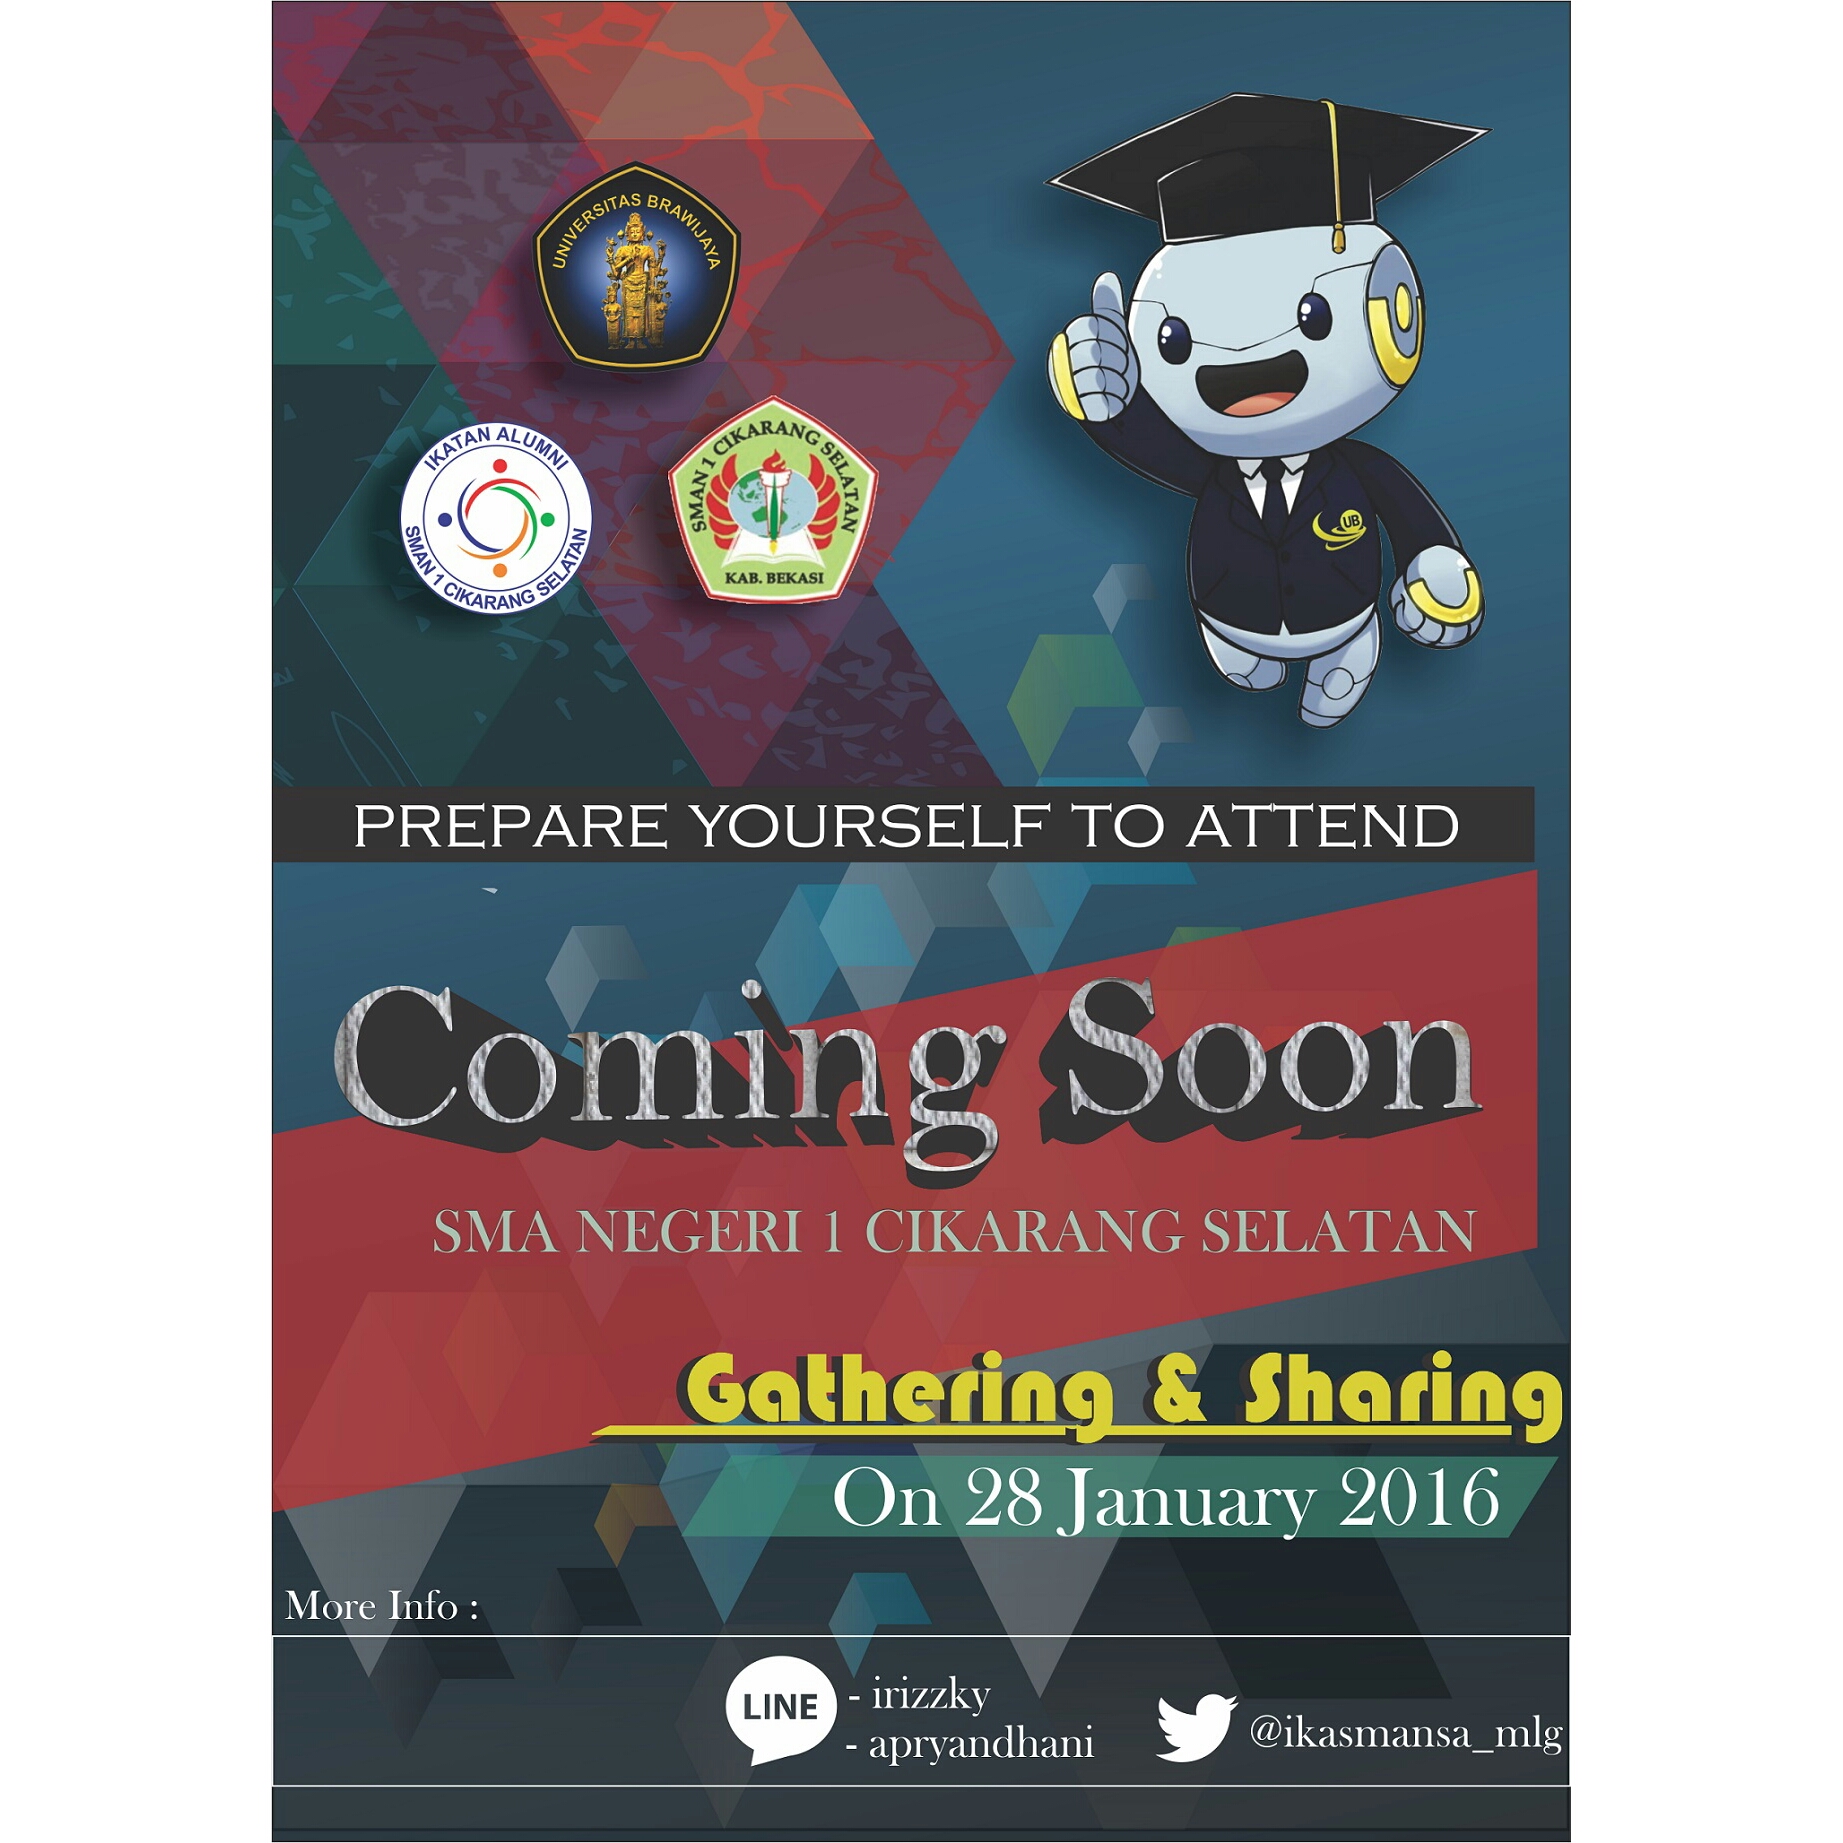 UNIVERSITAS BRAWIJAYA
IKATAN ALUMNI
SMAN 1 CIKARANG SELATAN
SMAN 1 CIKARANG SELATAN
KAB. BEKASI
UB
PREPARE YOURSELF TO ATTEND
Coming Soon
SMA NEGERI 1 CIKARANG SELATAN
Gathering & Sharing
On 28 January 2016
More Info :
LINE
- irizzky
- apryandhani
@ikasmansa_mlg